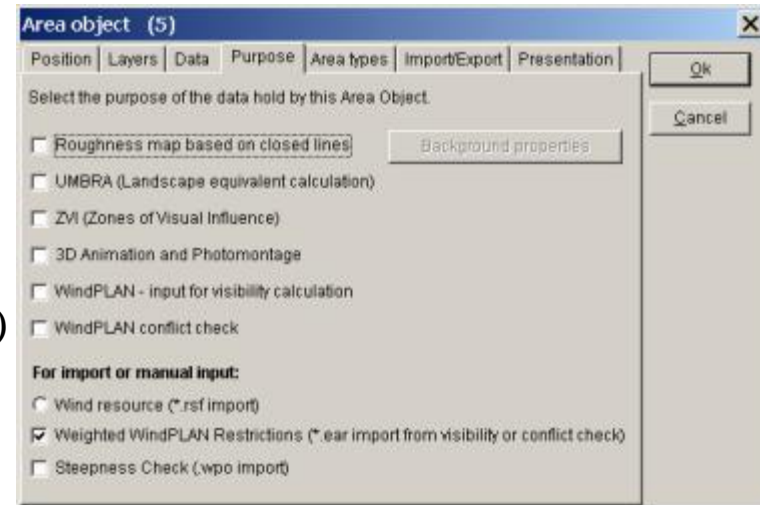 Area object (5)
Position Layers Data Purpose Area types Import/Export Presentation
Ok
Select the purpose of the data hold by this Area Object.
Cancel
Roughness map based on closed lines Background properties
UMBRA (Landscape equivalent calculation)
ZVI (Zones of Visual Influence)
3D Animation and Photomontage
WindPLAN - input for visibility calculation
)
WindPLAN conflict check
For import or manual input:
Wind resource (*.rsf import)
Weighted WindPLAN Restrictions (*.ear import from visibility or conflict check)
Steepness Check (.wpo import)